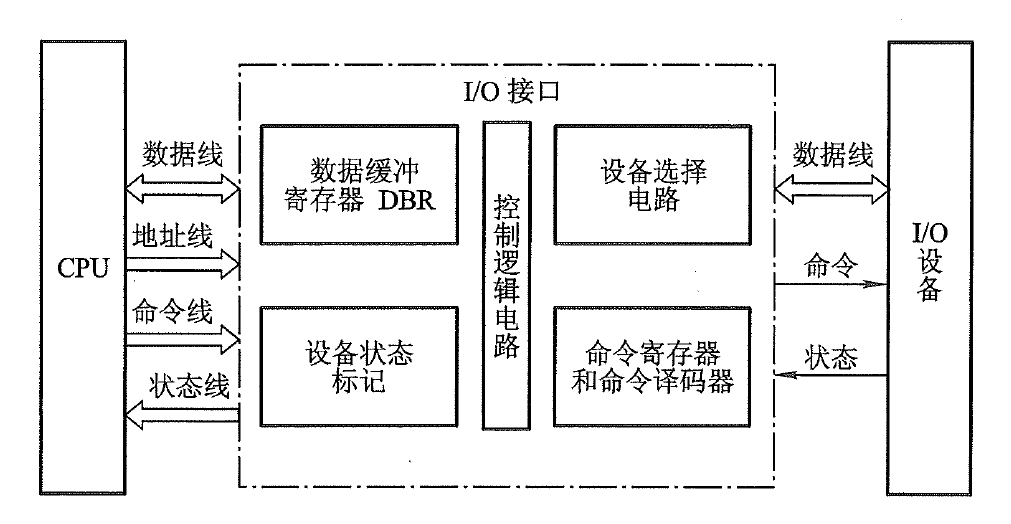 I/O 接口
CPU
数据线
地址线
命令线
状态线
数据缓冲
寄存器 DBR
设备状态
标记
控制逻辑电路
设备选择
电路
命令寄存器
和命令译码器
数据线
命令
状态
I/O
设备